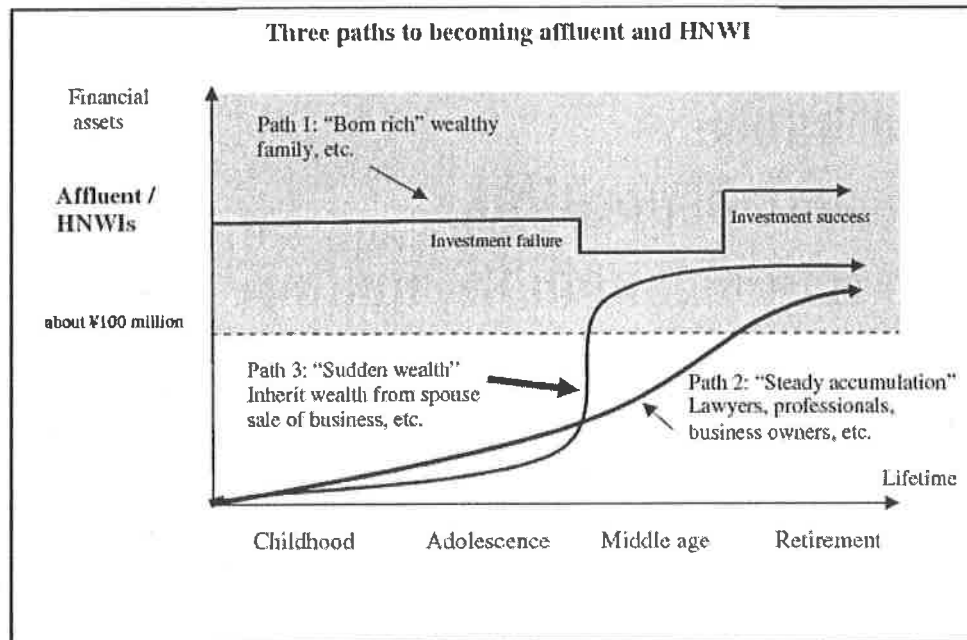 Three paths to becoming affluent and HNWI
Financial
assets
Path 1: “Born rich” wealthy
family, etc.
Affluent /
HNWIs
Investment failure
Investment success
about ¥100 million
Path 3: “Sudden wealth”
Inherit wealth from spouse
sale of business, etc.
Path 2: “Steady accumulation”
Lawyers, professionals,
business owners, etc.
Lifetime
Childhood Adolescence Middle age Retirement